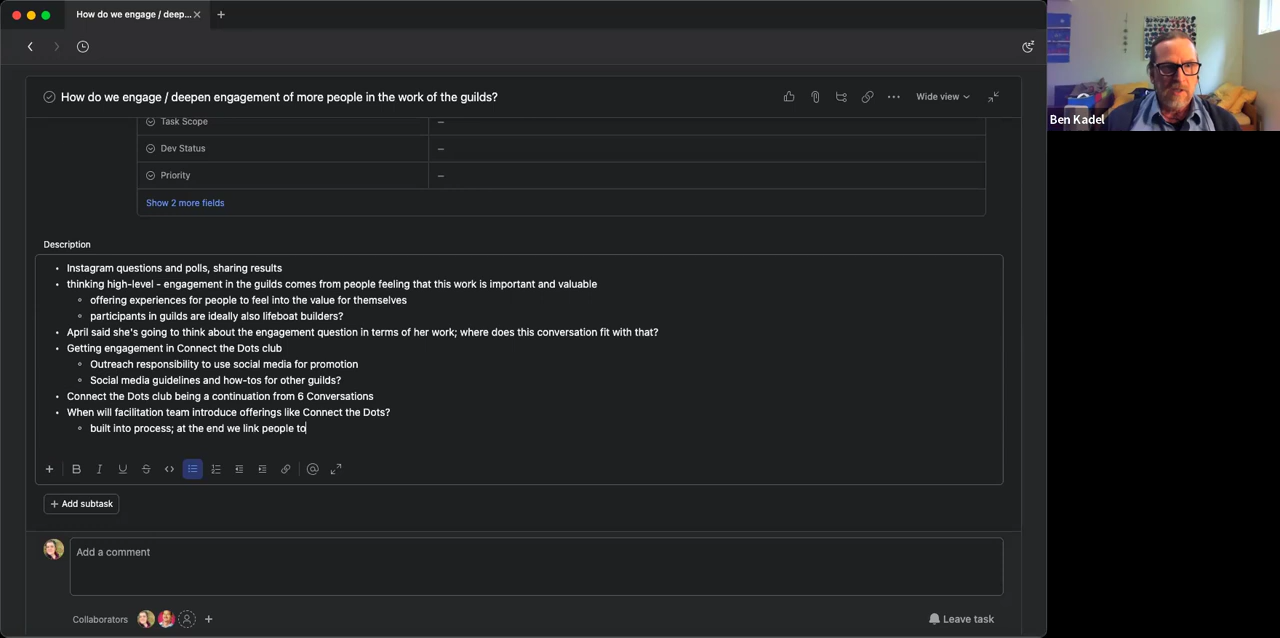 How do we engage / deep...
How do we engage / deepen engagement of more people in the work of the guilds?
Wide view
Ben Kadel
Task Scope
–
Dev Status
–
Priority
–
Show 2 more fields
Description
Instagram questions and polls, sharing results
thinking high-level - engagement in the guilds comes from people feeling that this work is important and valuable
offering experiences for people to feel into the value for themselves
participants in guilds are ideally also lifeboat builders?
April said she's going to think about the engagement question in terms of her work; where does this conversation fit with that?
Getting engagement in Connect the Dots club
Outreach responsibility to use social media for promotion
Social media guidelines and how-tos for other guilds?
Connect the Dots club being a continuation from 6 Conversations
When will facilitation team introduce offerings like Connect the Dots?
built into process; at the end we link people to
B I U S
+ Add subtask
Add a comment
Collaborators
Leave task